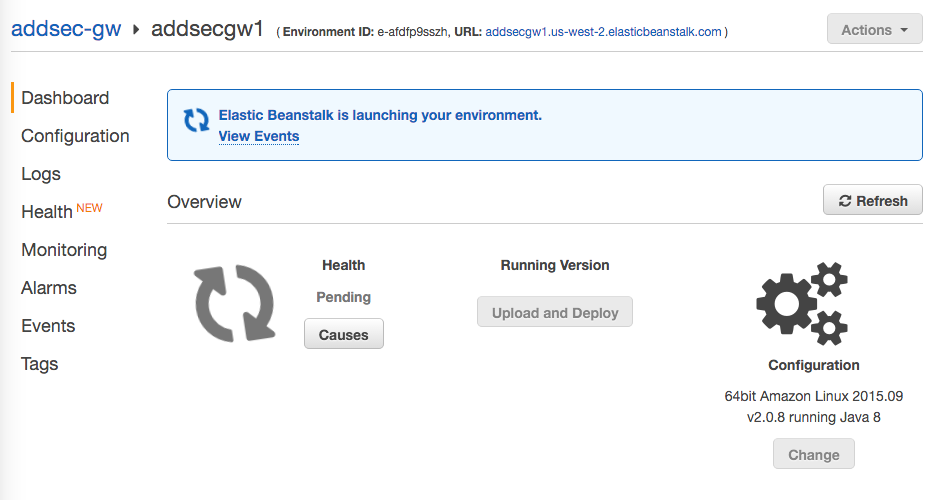 addsec-gw ▸ addsecgw1 ( Environment ID: e-afdfp9sszh, URL: addsecgw1.us-west-2.elasticbeanstalk.com )
Actions
Dashboard
Configuration
Logs
Health NEW
Monitoring
Alarms
Events
Tags
Elastic Beanstalk is launching your environment.
View Events
Overview
Refresh
Health
Pending
Causes
Running Version
Upload and Deploy
Configuration
64bit Amazon Linux 2015.09
v2.0.8 running Java 8
Change